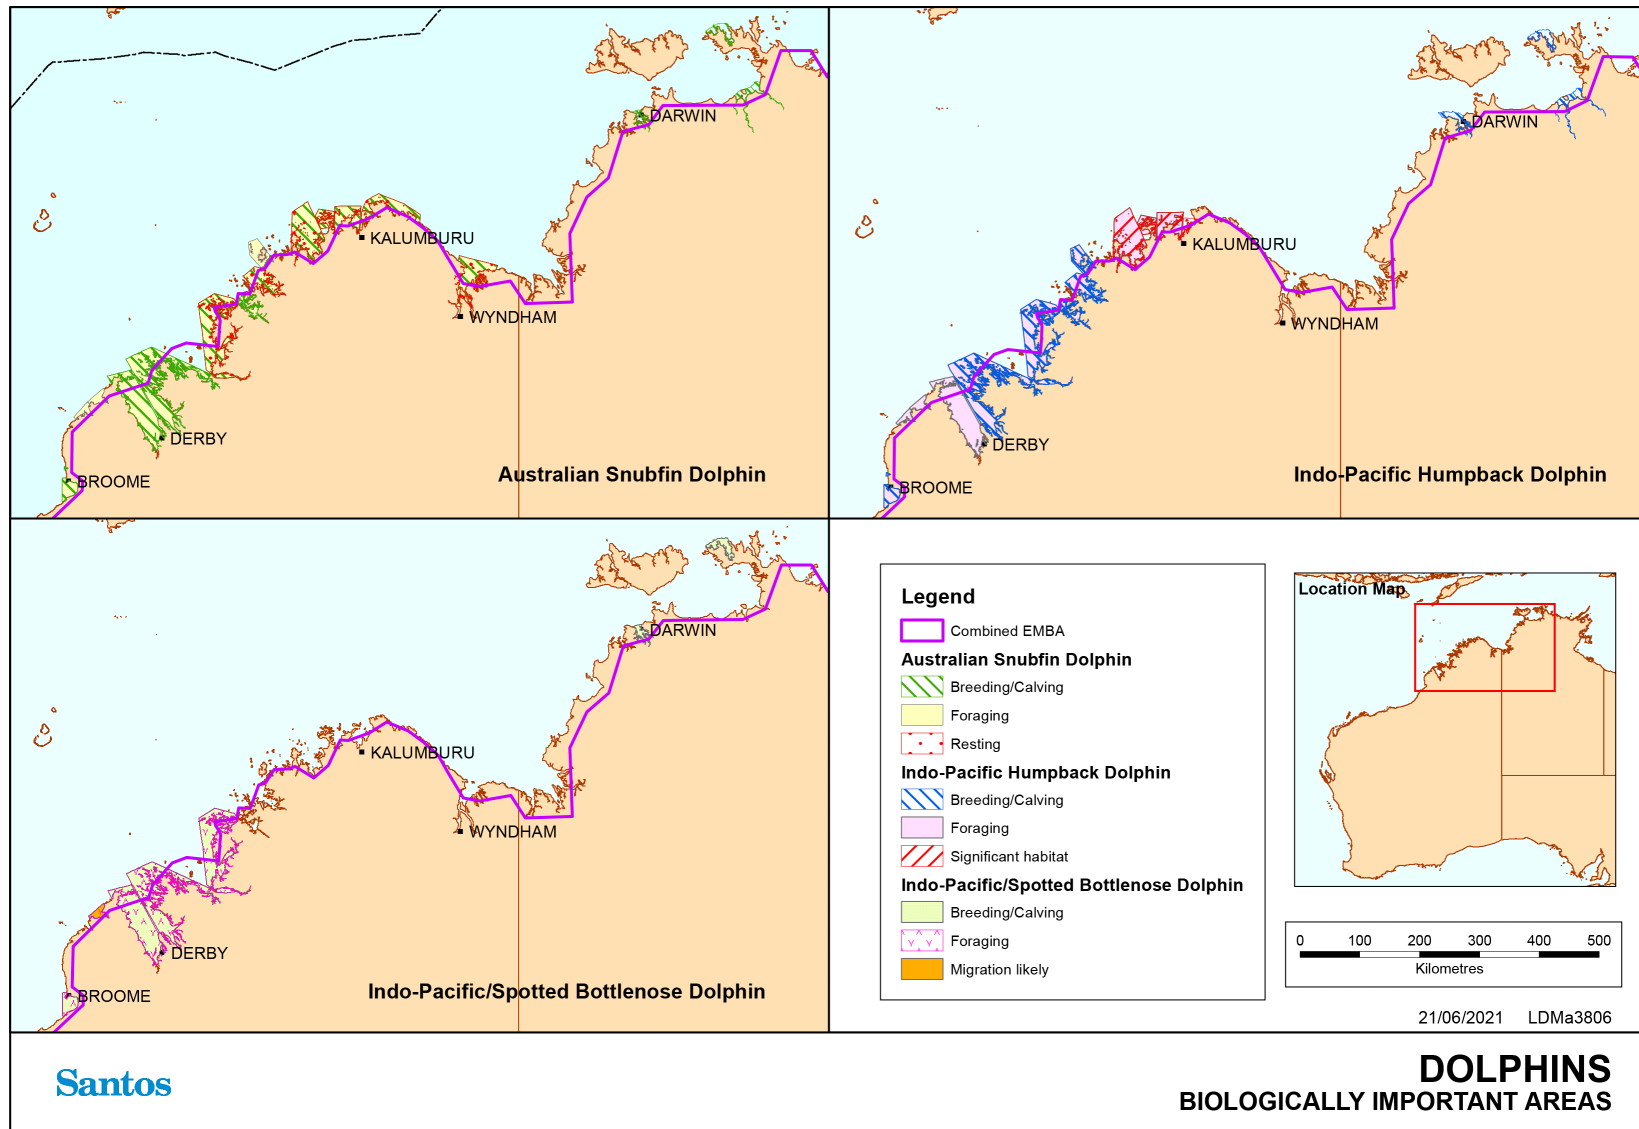 DARWIN
KALUMBURU
WYNDHAM
DERBY
BROOME
Australian Snubfin Dolphin
DARWIN
KALUMBURU
WYNDHAM
DERBY
BROOME
Indo-Pacific Humpback Dolphin
DARWIN
KALUMBURU
WYNDHAM
DERBY
BROOME
Indo-Pacific/Spotted Bottlenose Dolphin
Legend
Combined EMBA
Australian Snubfin Dolphin
Breeding/Calving
Foraging
Resting
Indo-Pacific Humpback Dolphin
Breeding/Calving
Foraging
Significant habitat
Indo-Pacific/Spotted Bottlenose Dolphin
Breeding/Calving
Foraging
Migration likely
Location Map
0 100 200 300 400 500
Kilometres
21/06/2021 LDMa3806
Santos
DOLPHINS
BIOLOGICALLY IMPORTANT AREAS